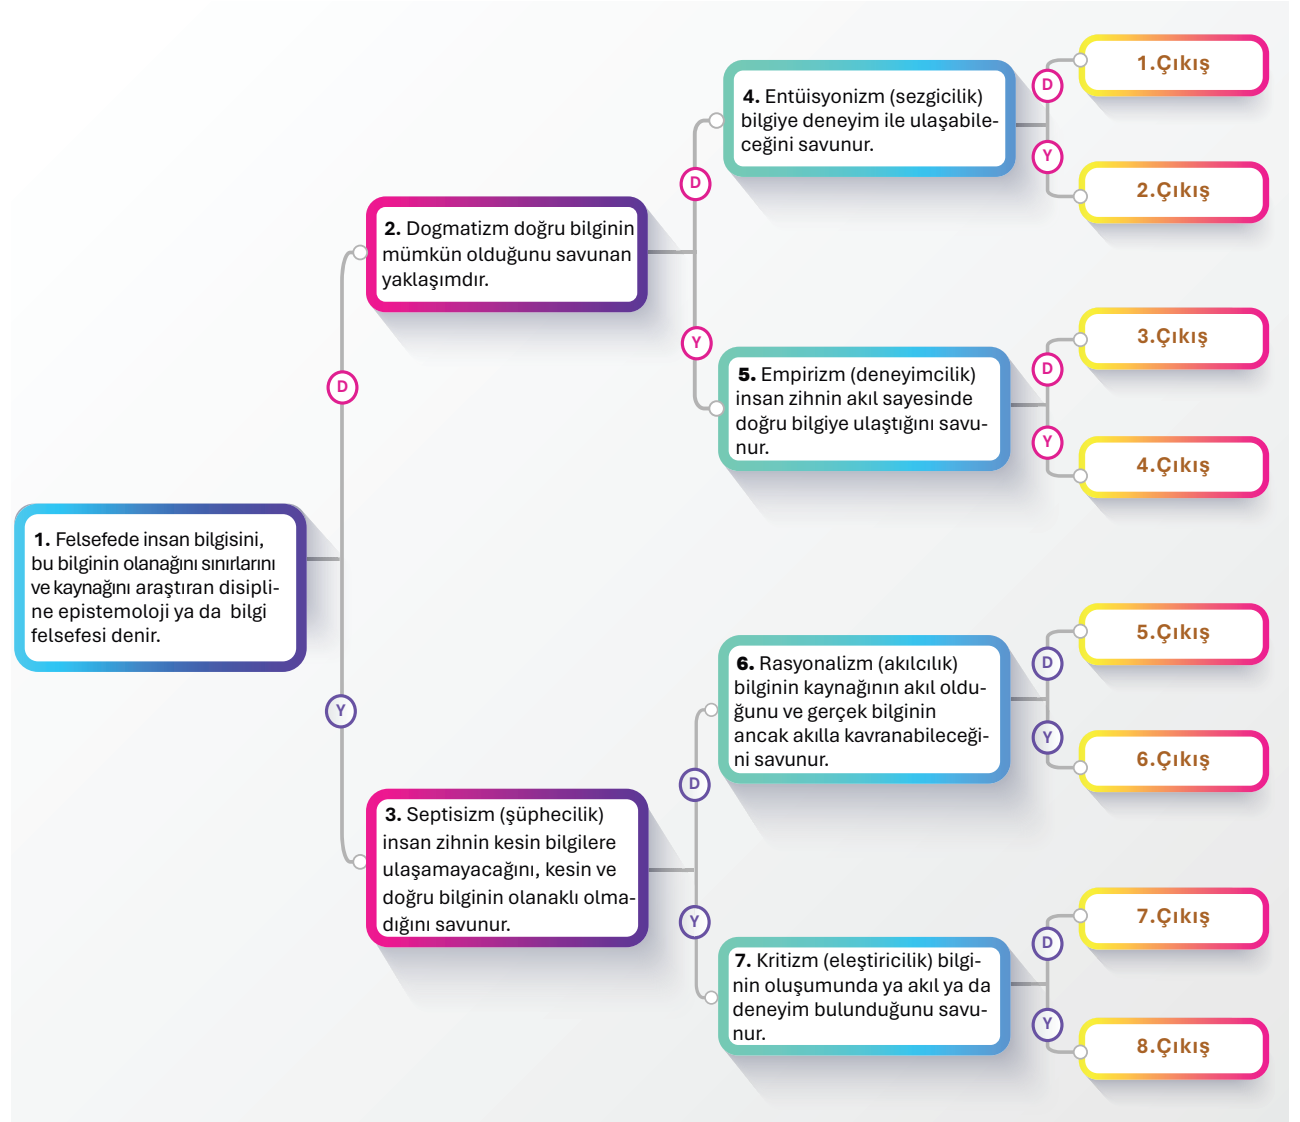 1. Felsefede insan bilgisini,
bu bilginin olanağını sınırlarını
ve kaynağını araştıran disipli-
ne epistemoloji ya da bilgi
felsefesi denir.
D
Y
2. Dogmatizm doğru bilginin
mümkün olduğunu savunan
yaklaşımdır.
D
Y
3. Septisizm (şüphecilik)
insan zihnin kesin bilgilere
ulaşamayacağını, kesin ve
doğru bilginin olanaklı olma-
dığını savunur.
D
Y
4. Entüisyonizm (sezgicilik)
bilgiye deneyim ile ulaşabile-
ceğini savunur.
D
Y
1.Çıkış
2.Çıkış
5. Empirizm (deneyimcilik)
insan zihnin akıl sayesinde
doğru bilgiye ulaştığını savu-
nur.
D
Y
3.Çıkış
4.Çıkış
6. Rasyonalizm (akılcılık)
bilginin kaynağının akıl oldu-
ğunu ve gerçek bilginin
ancak akılla kavranabileceği-
ni savunur.
D
Y
5.Çıkış
6.Çıkış
7. Kritizm (eleştiricilik) bilgi-
nin oluşumunda ya akıl ya da
deneyim bulunduğunu savu-
nur.
D
Y
7.Çıkış
8.Çıkış